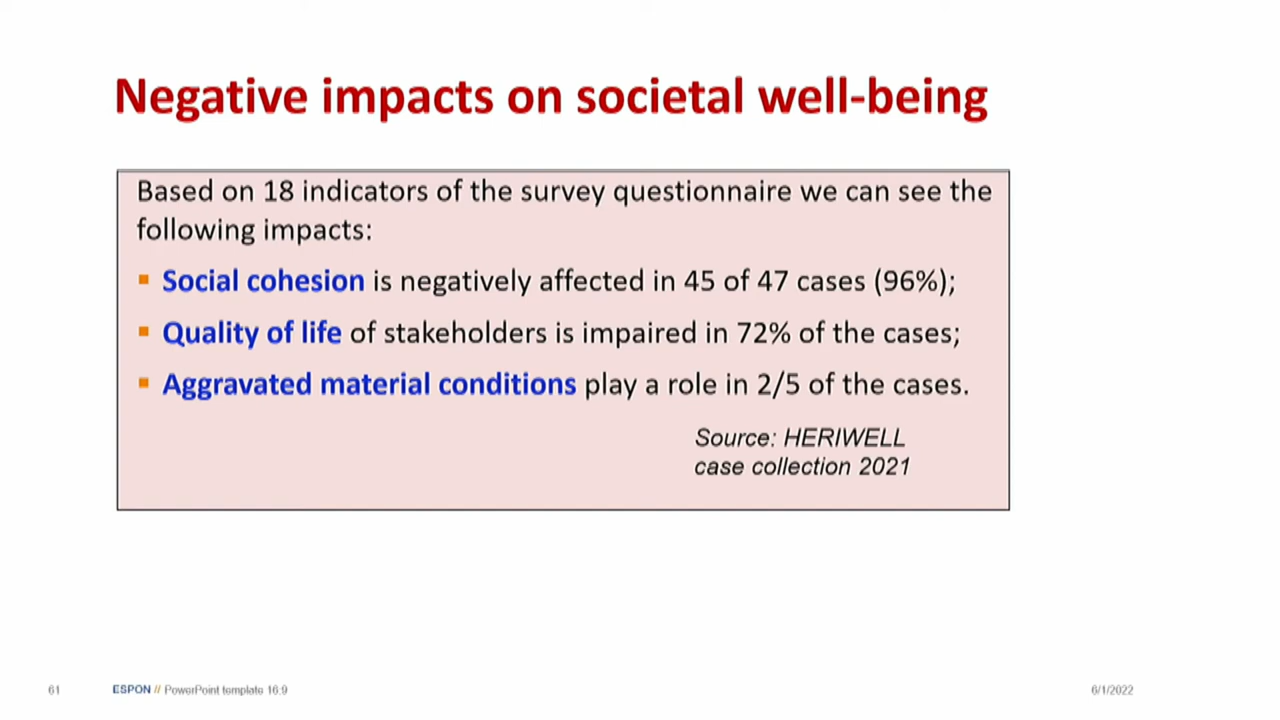 Negative impacts on societal well-being
Based on 18 indicators of the survey questionnaire we can see the
following impacts:
▪ Social cohesion is negatively affected in 45 of 47 cases (96%);
▪ Quality of life of stakeholders is impaired in 72% of the cases;
▪ Aggravated material conditions play a role in 2/5 of the cases.
Source: HERIWELL
case collection 2021
61 ESPON // PowerPoint template 16:9 6/1/2022